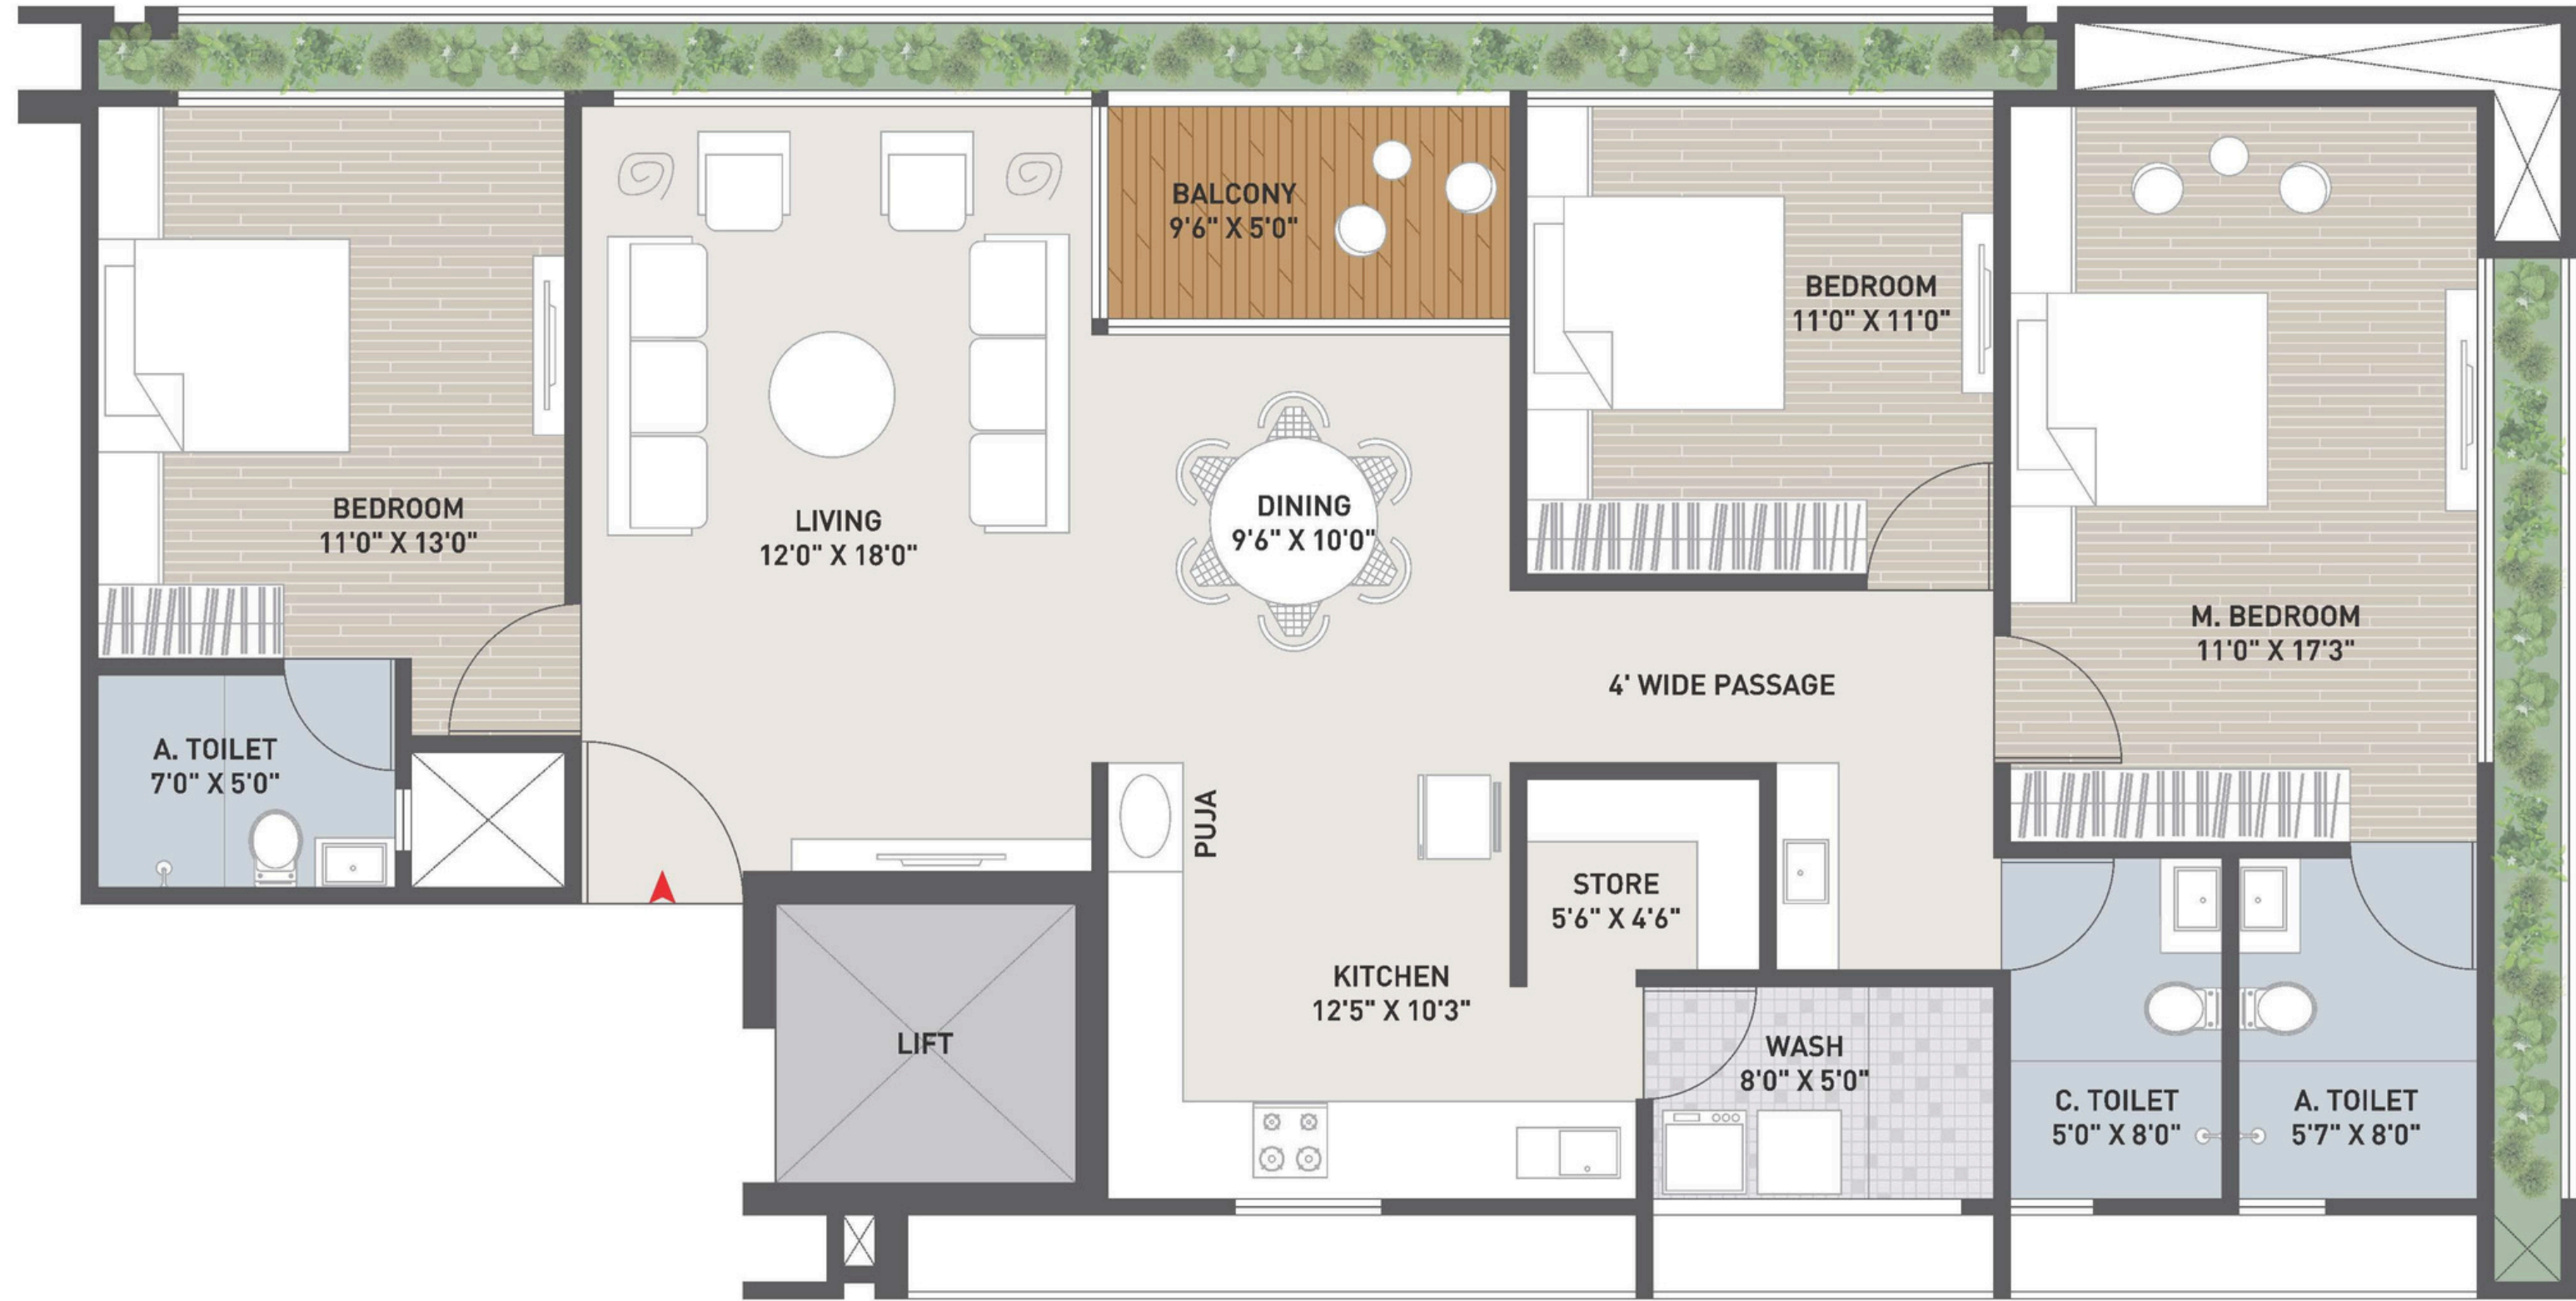 BALCONY
9'6" X 5'0"
BEDROOM
11'0" X 11'0"
BEDROOM
11'0" X 13'0"
LIVING
12'0" X 18'0"
DINING
9'6" X 10'0"
M. BEDROOM
11'0" X 17'3"
4' WIDE PASSAGE
A. TOILET
7'0" X 5'0"
PUJA
STORE
5'6" X 4'6"
KITCHEN
12'5" X 10'3"
LIFT
WASH
8'0" X 5'0"
C. TOILET
5'0" X 8'0"
A. TOILET
5'7" X 8'0"